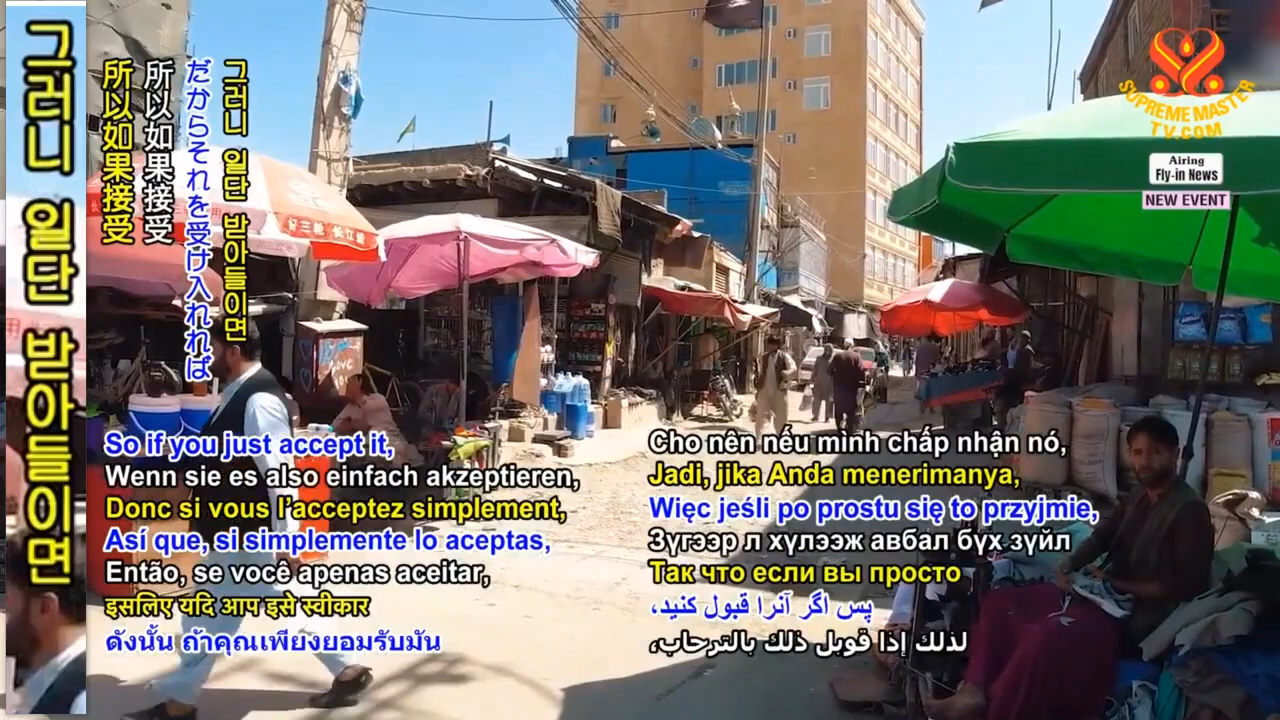 그러니 일단 받아들이면
所以如果接受
所以如果接受
だからそれを受け入れれば
그러니 일단 받아들이면
SUPREME MASTER
TV.COM
Airing
Fly-in News
NEW EVENT
好三轮 长江造
So if you just accept it,
Wenn sie es also einfach akzeptieren,
Donc si vous l'acceptez simplement,
Así que, si simplemente lo aceptas,
Então, se você apenas aceitar,
इसलिए यदि आप इसे स्वीकार
ดังนั้น ถ้าคุณเพียงยอมรับมัน
Cho nên nếu mình chấp nhận nó,
Jadi, jika Anda menerimanya,
Więc jeśli po prostu się to przyjmie,
Зүгээр л хүлээж авбал бүх зүйл
Так что если вы просто
پس اگر آنرا قبول کنید،
لذلك إذا قوبل ذلك بالترحاب،